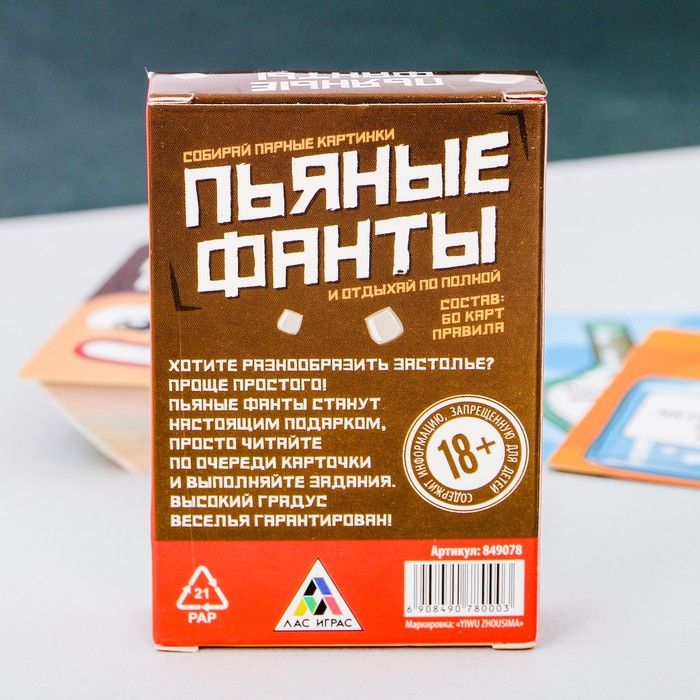 ПЬЯНЫЕ
ФАНТЫ
СОБИРАЙ ПАРНЫЕ КАРТИНКИ
ПЬЯНЫЕ
ФАНТЫ
И ОТДЫХАЙ ПО ПОЛНОЙ
СОСТАВ:
60 КАРТ
ПРАВИЛА
ХОТИТЕ РАЗНООБРАЗИТЬ ЗАСТОЛЬЕ?
ПРОЩЕ ПРОСТОГО!
ПЬЯНЫЕ ФАНТЫ СТАНУТ
НАСТОЯЩИМ ПОДАРКОМ,
ПРОСТО ЧИТАЙТЕ
ПО ОЧЕРЕДИ КАРТОЧКИ
И ВЫПОЛНЯЙТЕ ЗАДАНИЯ.
ВЫСОКИЙ ГРАДУС
ВЕСЕЛЬЯ ГАРАНТИРОВАН!
СОДЕРЖИТ ИНФОРМАЦИЮ, ЗАПРЕЩЕННУЮ ДЛЯ ДЕТЕЙ
18+
Артикул: 849078
21
PAP
ЛАС ИГРАС
6 908490 780003
Маркировка: «YIWU ZHOUSIMA»